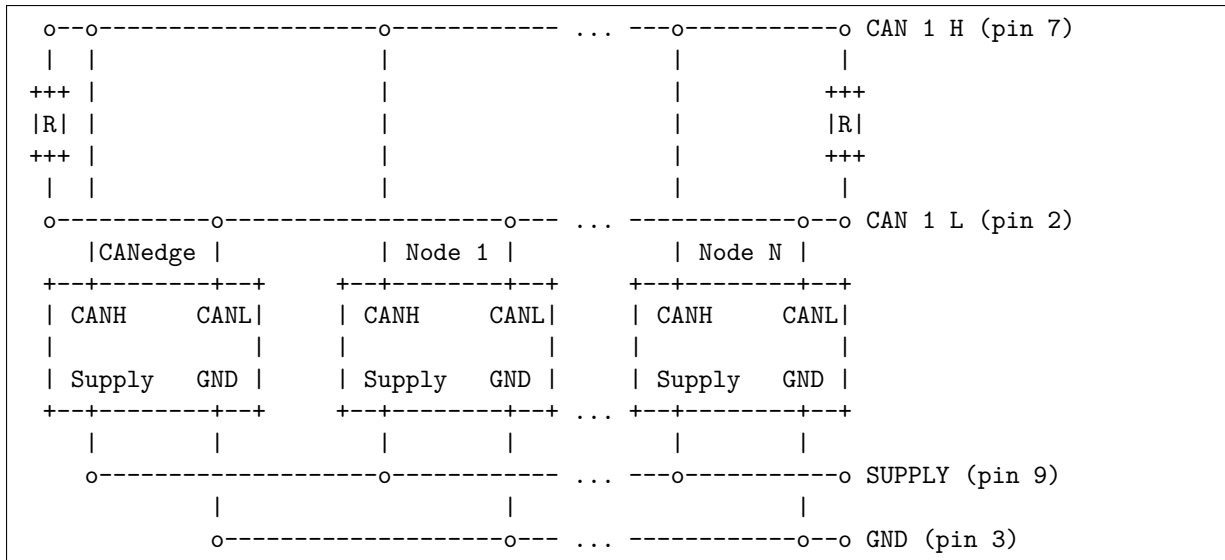 o--o--------------------o------------ ... ---o-----------o CAN 1 H (pin 7)
| |                    |                    |           |
+++ |                    |                    |          +++
|R| |                    |                    |          |R|
+++ |                    |                    |          +++
| |                    |                    |           |
o-----------o--------------------o--- ... ------------o--o CAN 1 L (pin 2)
|CANedge |           | Node 1 |           | Node N |
+--+--------+--+     +--+--------+--+     +--+--------+--+
| CANH     CANL|     | CANH     CANL|     | CANH     CANL|
|              |     |              |     |              |
| Supply   GND |     | Supply   GND |     | Supply   GND |
+--+--------+--+     +--+--------+--+ ... +--+--------+--+
|        |           |        |           |        |
o--------------------o------------ ... ---o-----------o SUPPLY (pin 9)
|                    |                    |
o--------------------o--- ... ------------o--o GND (pin 3)